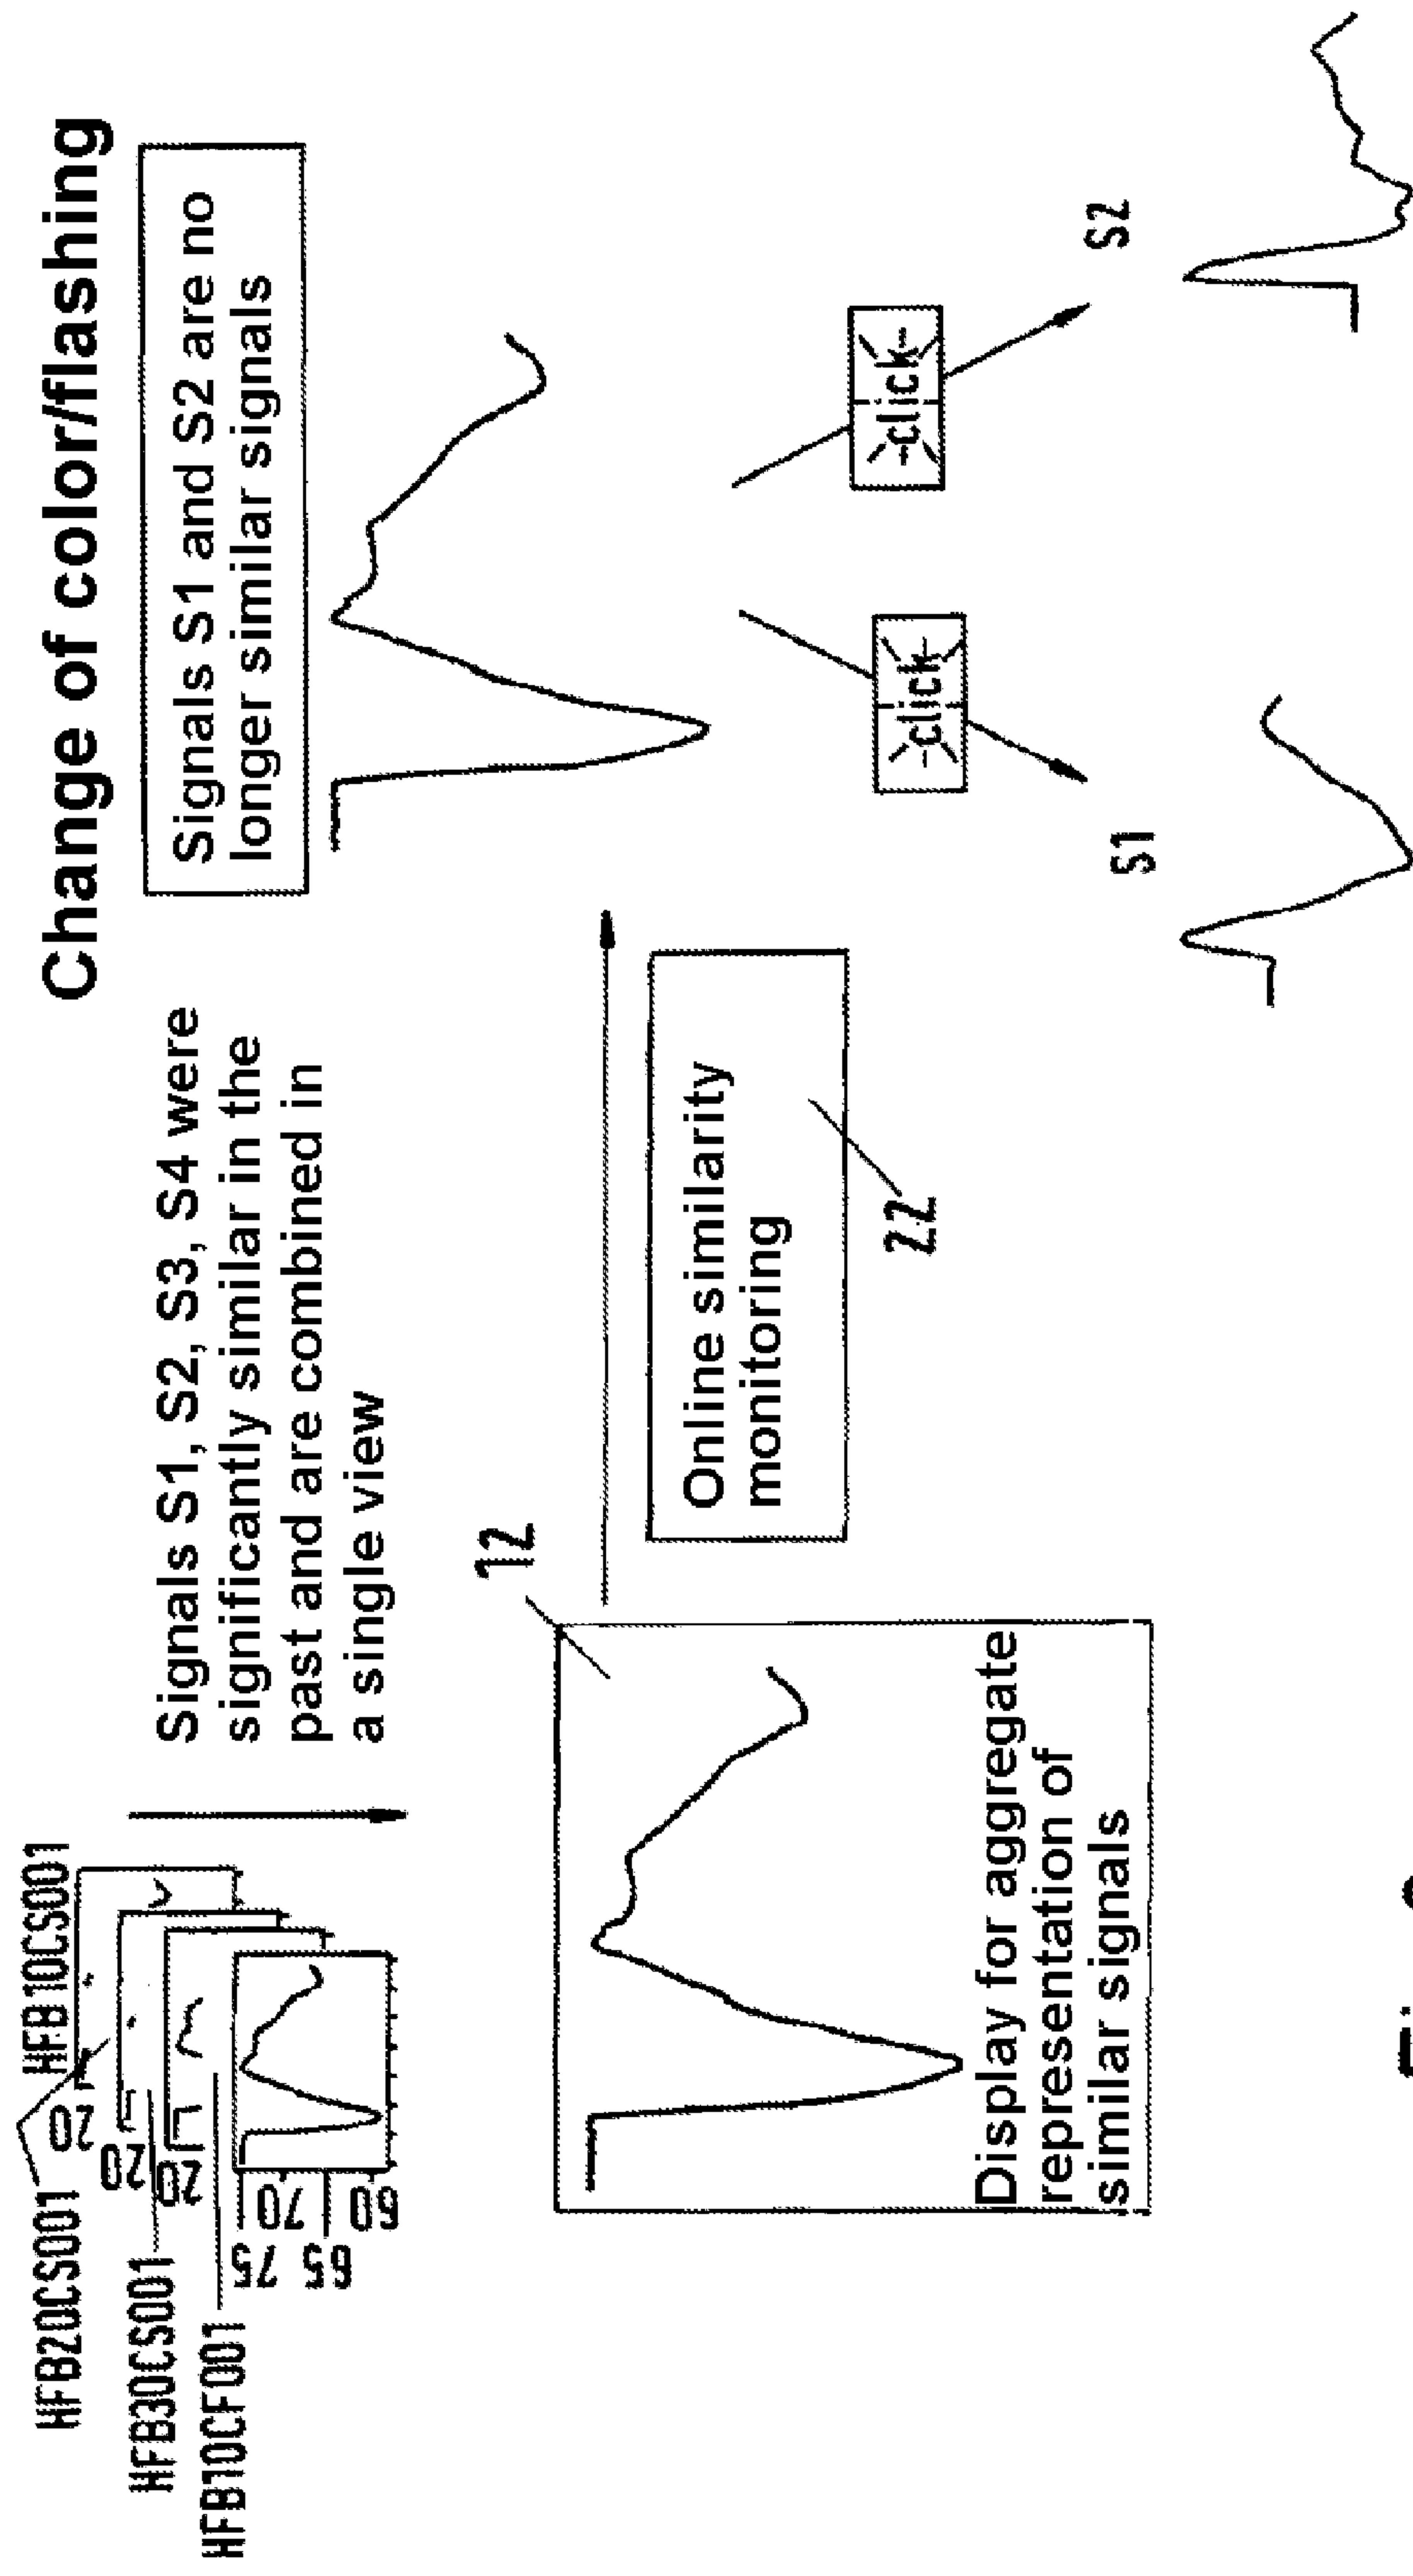 HFB20CS001
HFB10CS001
HFB30CS001
HFB10CF001
20
20
20
75
70
65
60
Signals S1, S2, S3, S4 were
significantly similar in the
past and are combined in
a single view
Change of color/flashing
Signals S1 and S2 are no
longer similar signals
12
Display for aggregate
representation of
similar signals
Online similarity
monitoring
22
click
click
S1
S2